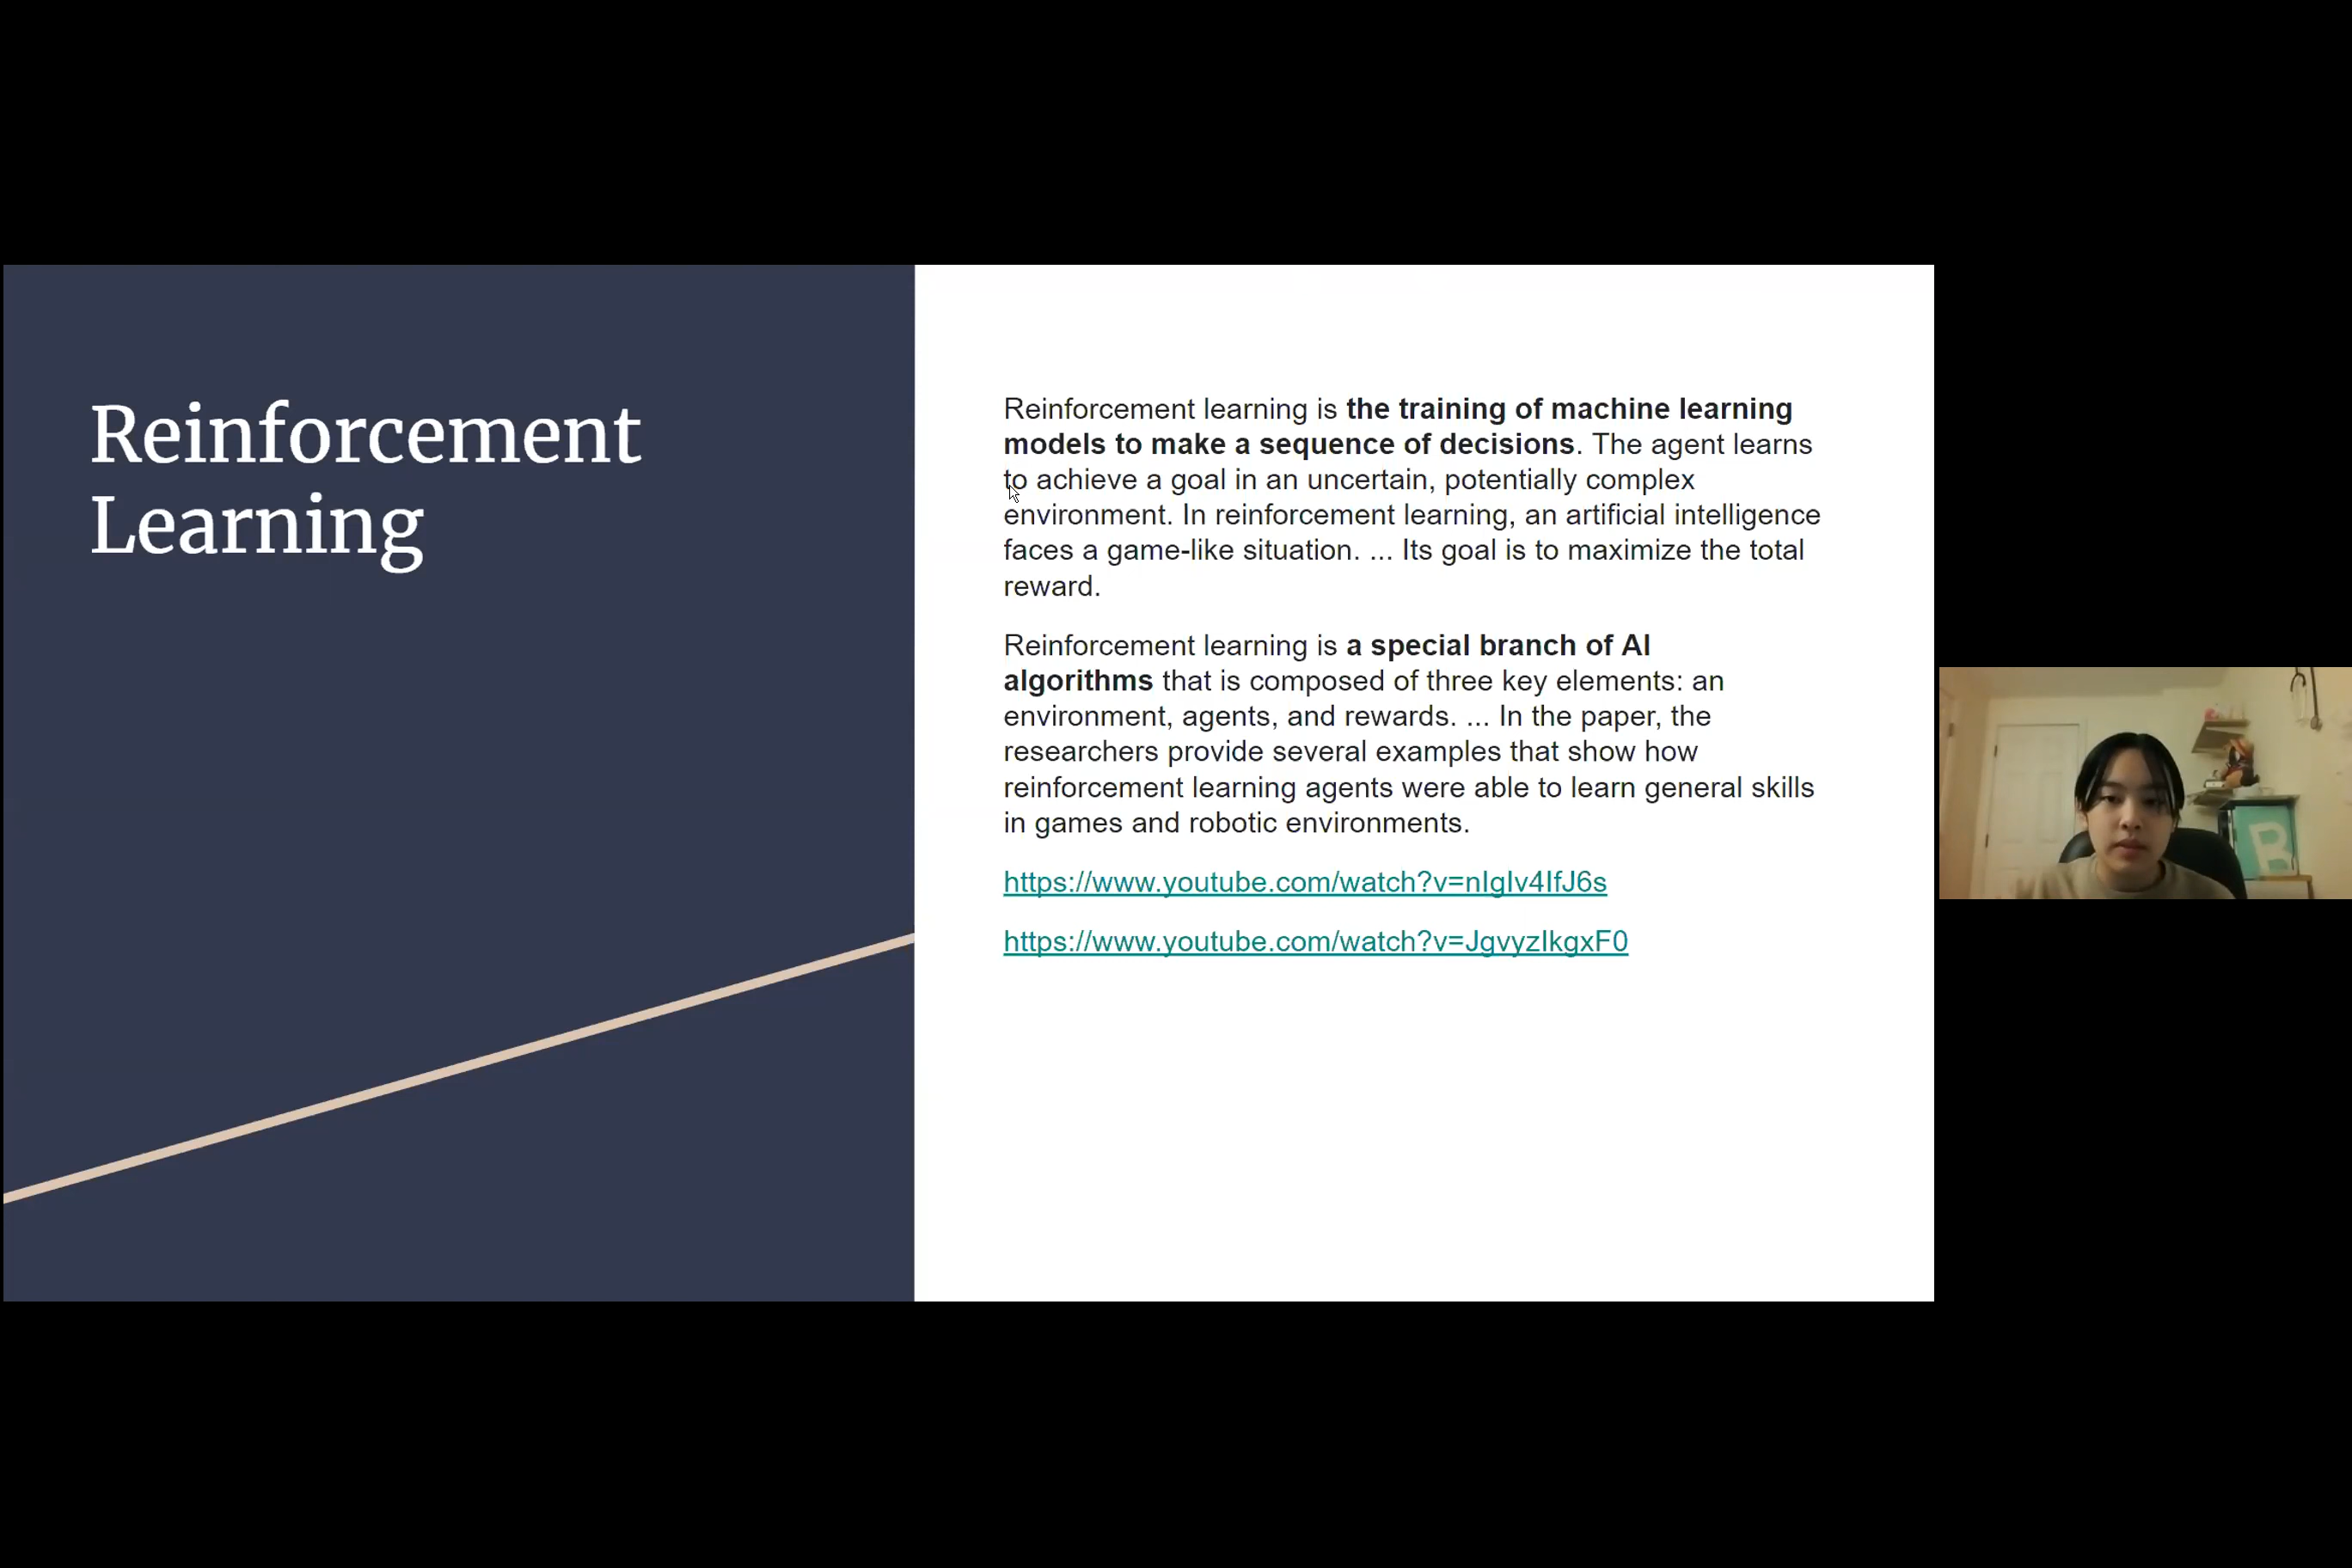 Reinforcement
Learning
Reinforcement learning is the training of machine learning
models to make a sequence of decisions. The agent learns
to achieve a goal in an uncertain, potentially complex
environment. In reinforcement learning, an artificial intelligence
faces a game-like situation. ... Its goal is to maximize the total
reward.
Reinforcement learning is a special branch of AI
algorithms that is composed of three key elements: an
environment, agents, and rewards. ... In the paper, the
researchers provide several examples that show how
reinforcement learning agents were able to learn general skills
in games and robotic environments.
https://www.youtube.com/watch?v=nIgIv4IfJ6s
https://www.youtube.com/watch?v=JgvyzIkgxF0
B